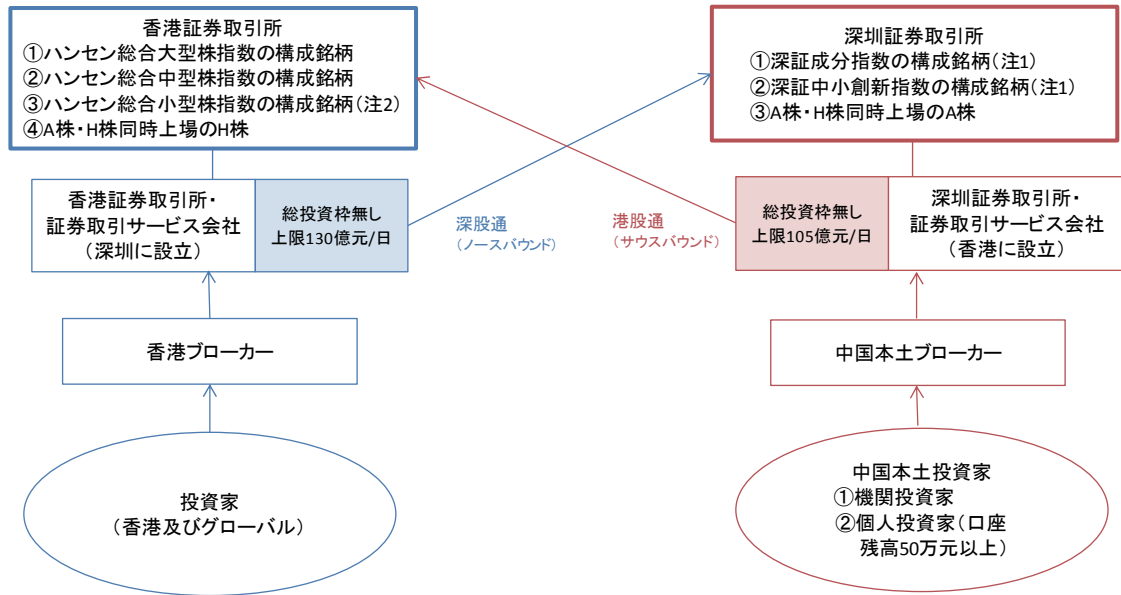 香港証券取引所
①ハンセン総合大型株指数の構成銘柄
②ハンセン総合中型株指数の構成銘柄
③ハンセン総合小型株指数の構成銘柄(注2)
④A株・H株同時上場のH株
深圳証券取引所
①深証成分指数の構成銘柄(注1)
②深証中小創新指数の構成銘柄(注1)
③A株・H株同時上場のA株
香港証券取引所・
証券取引サービス会社
(深圳に設立)
総投資枠無し
上限130億元/日
深股通
(ノースバウンド)
港股通
(サウスバウンド)
総投資枠無し
上限105億元/日
深圳証券取引所・
証券取引サービス会社
(香港に設立)
香港ブローカー
中国本土ブローカー
投資家
(香港及びグローバル)
中国本土投資家
①機関投資家
②個人投資家(口座
残高50万元以上)